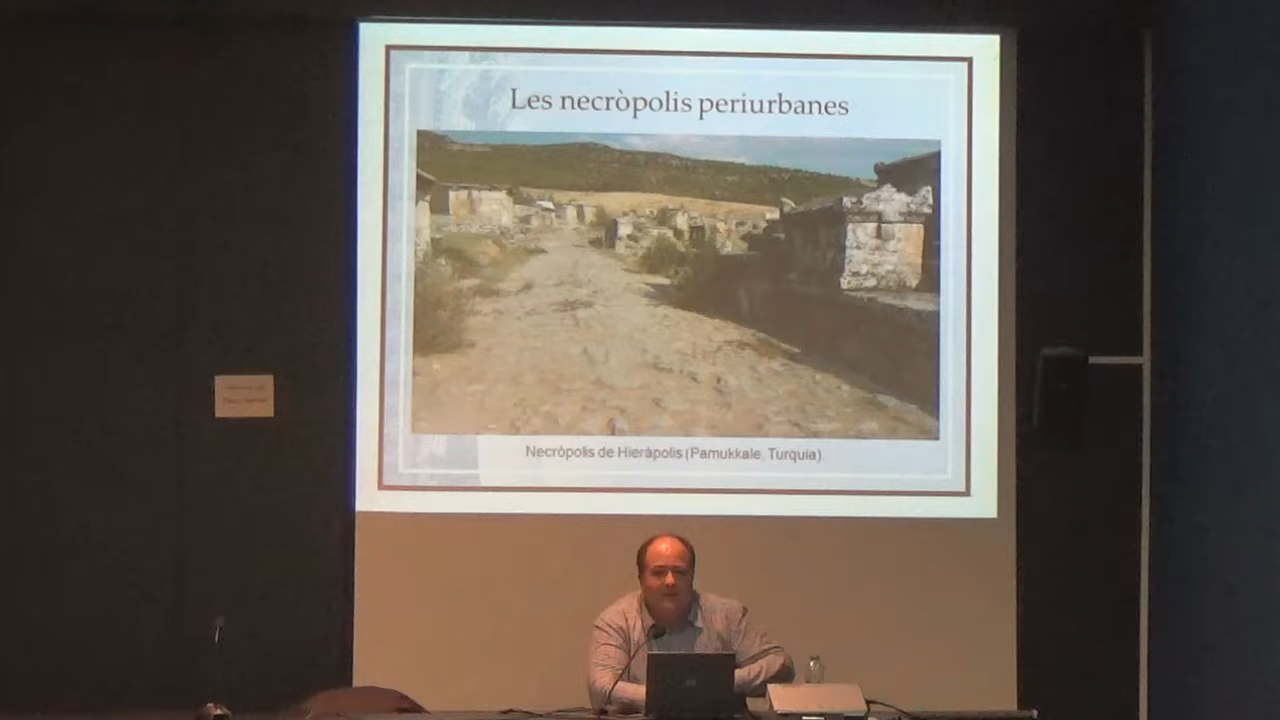 Les necròpolis periurbanes
Necròpolis de Hieràpolis (Pamukkale, Turquia).